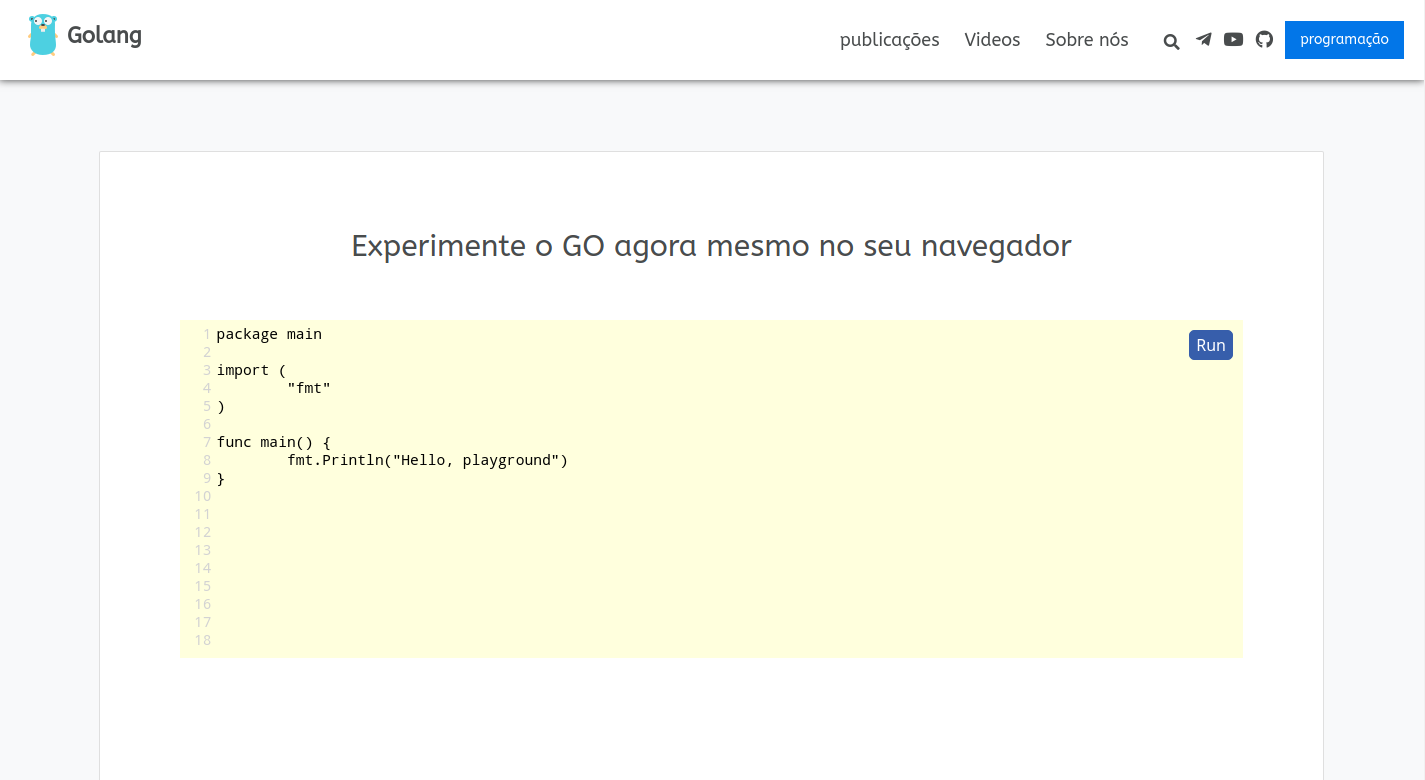 Golang
publicações Videos Sobre nós programação
Experimente o GO agora mesmo no seu navegador
Run
1 package main
2
3 import (
4         "fmt"
5 )
6
7 func main() {
8         fmt.Println("Hello, playground")
9 }
10
11
12
13
14
15
16
17
18